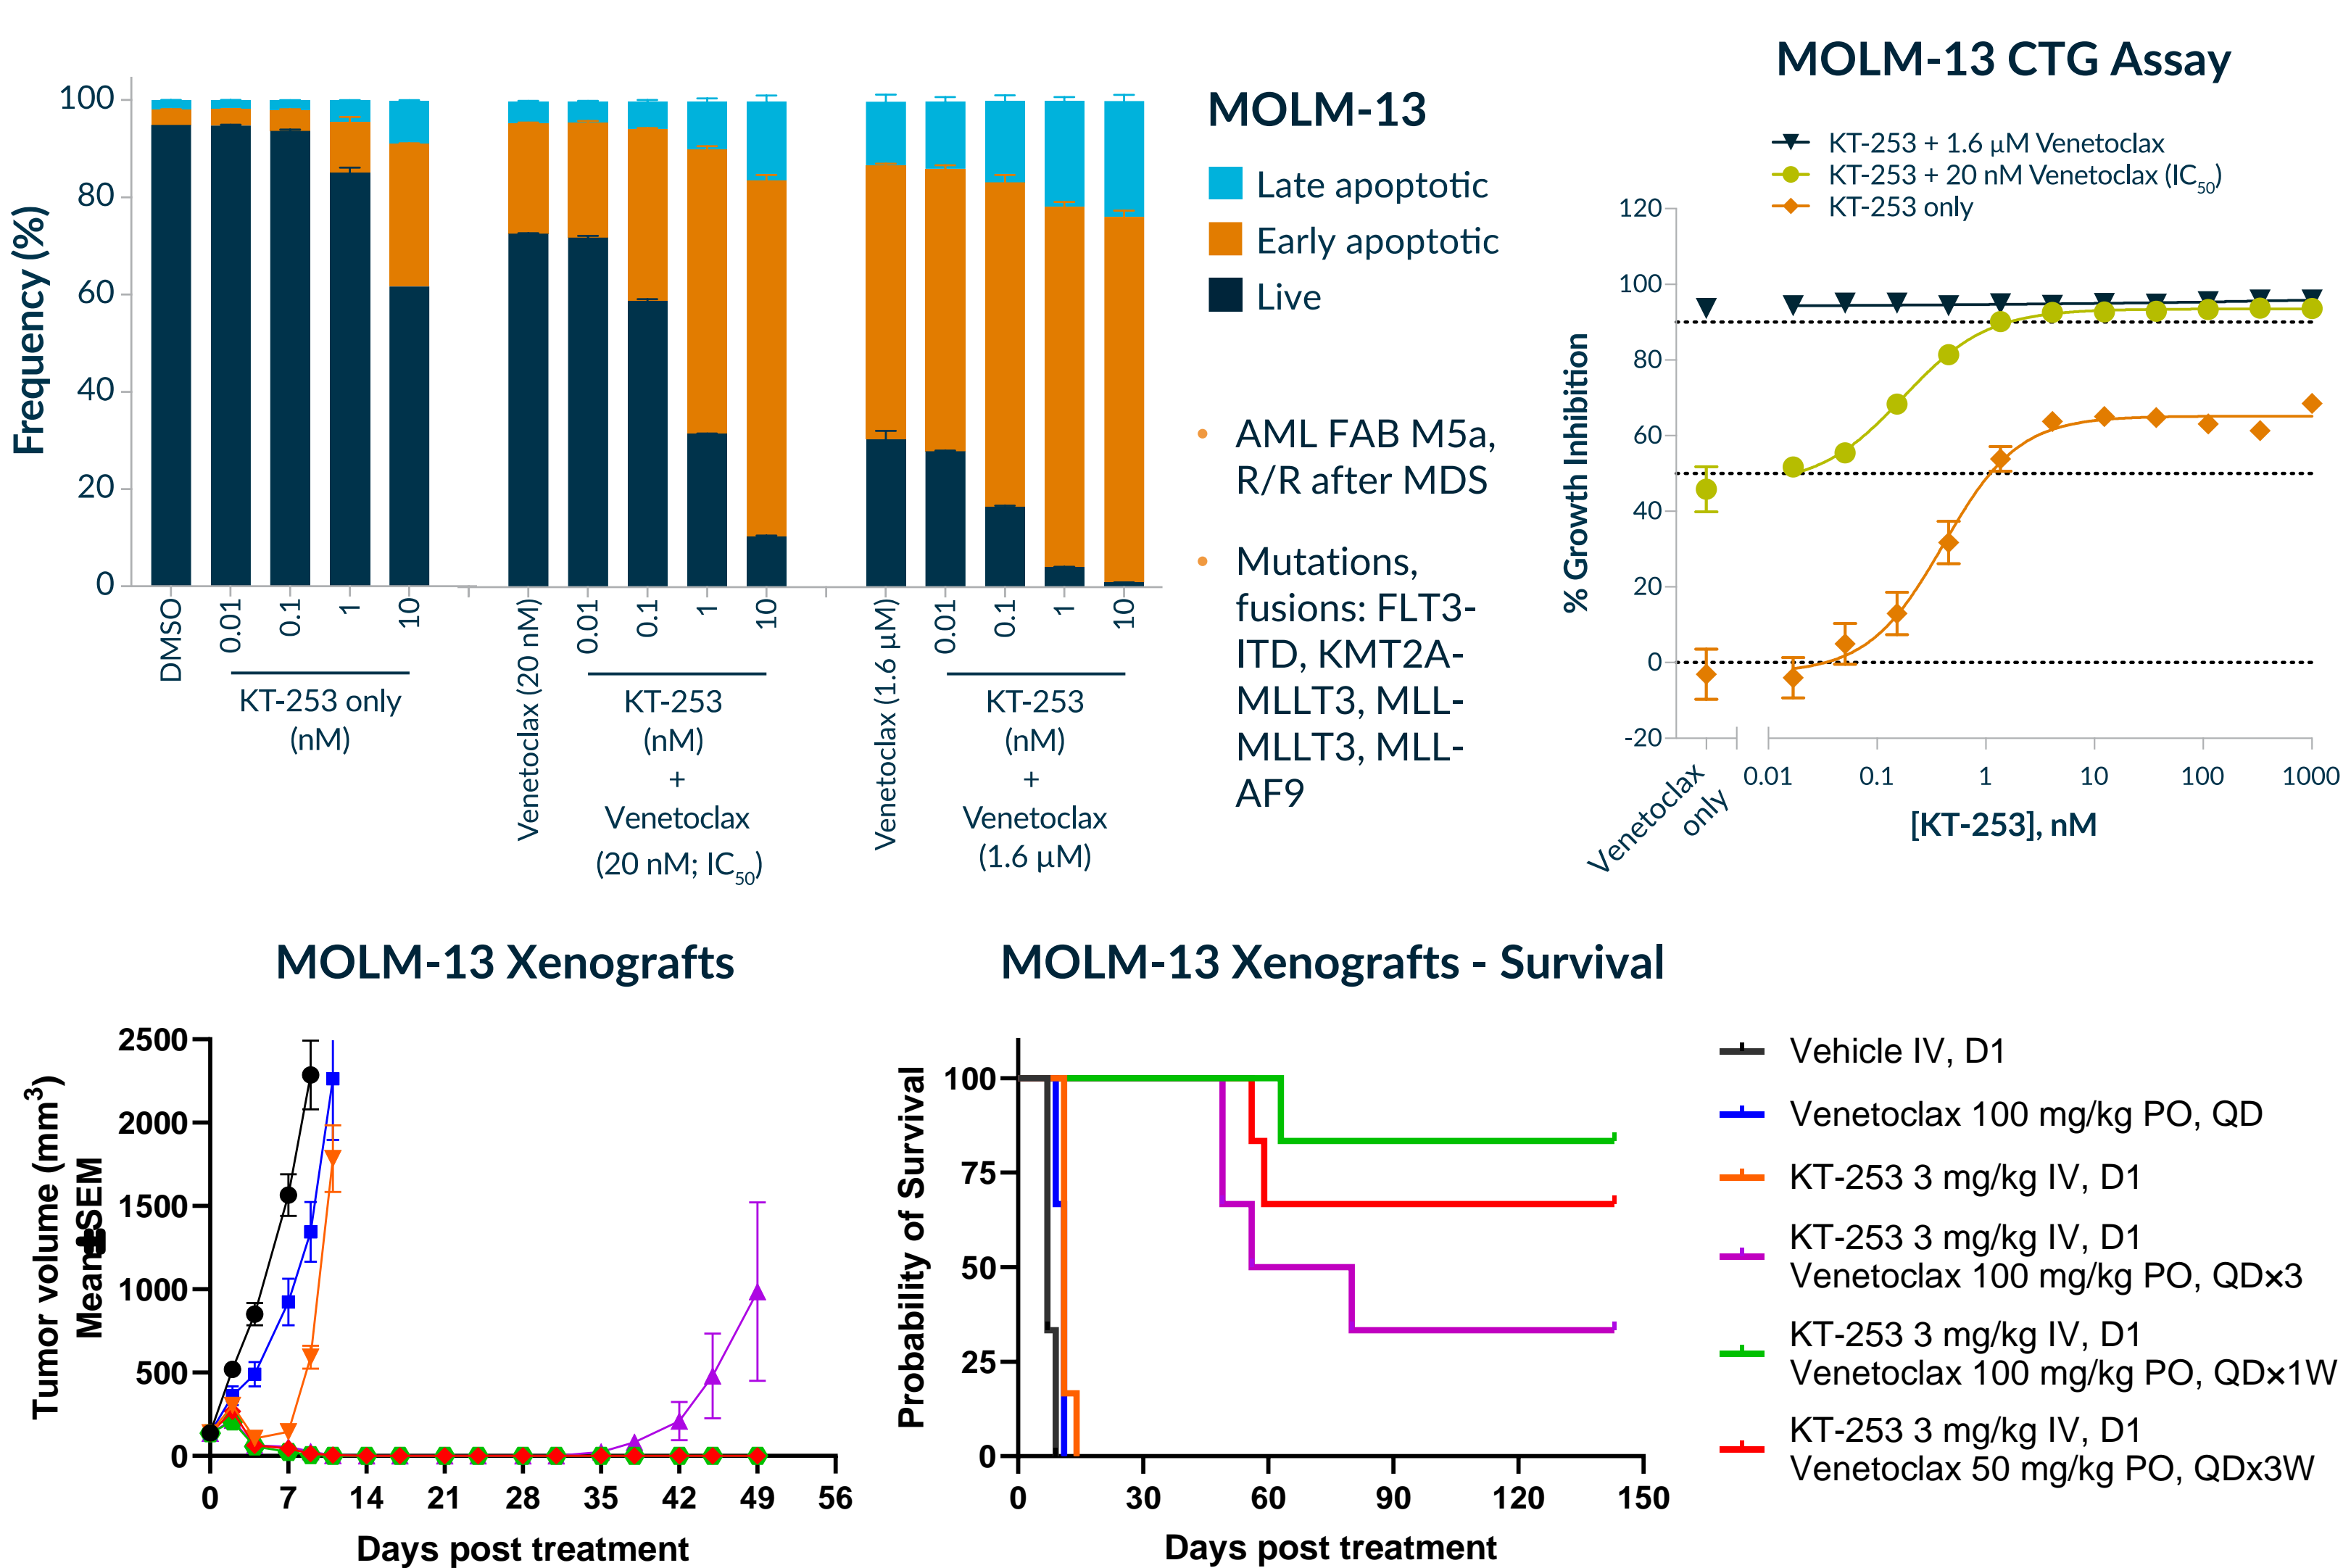 100
80
60
40
20
0
Frequency (%)
DMSO
0.01
0.1
1
10
KT-253 only
(nM)
Venetoclax (20 nM)
0.01
0.1
1
10
KT-253
(nM)
+
Venetoclax
(20 nM; IC50)
Venetoclax (1.6 µM)
0.01
0.1
1
10
KT-253
(nM)
+
Venetoclax
(1.6 µM)
MOLM-13
Late apoptotic
Early apoptotic
Live
• AML FAB M5a,
R/R after MDS
• Mutations,
fusions: FLT3-
ITD, KMT2A-
MLLT3, MLL-
MLLT3, MLL-
AF9
MOLM-13 CTG Assay
KT-253 + 1.6 µM Venetoclax
KT-253 + 20 nM Venetoclax (IC50)
KT-253 only
120
100
80
60
40
20
0
-20
% Growth Inhibition
Venetoclax
only
0.01
0.1
1
10
100
1000
[KT-253], nM
MOLM-13 Xenografts
Tumor volume (mm3)
Mean±SEM
2500
2000
1500
1000
500
0
0
7
14
21
28
35
42
49
56
Days post treatment
MOLM-13 Xenografts - Survival
Probability of Survival
100
75
50
25
0
0
30
60
90
120
150
Days post treatment
Vehicle IV, D1
Venetoclax 100 mg/kg PO, QD
KT-253 3 mg/kg IV, D1
KT-253 3 mg/kg IV, D1
Venetoclax 100 mg/kg PO, QD×3
KT-253 3 mg/kg IV, D1
Venetoclax 100 mg/kg PO, QD×1W
KT-253 3 mg/kg IV, D1
Venetoclax 50 mg/kg PO, QDx3W